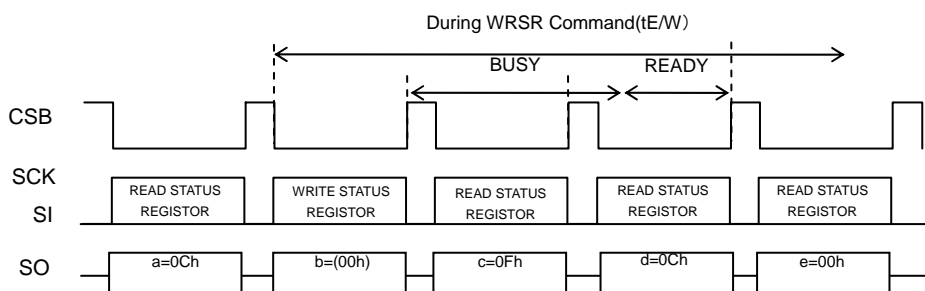 During WRSR Command(tE/W)
BUSY
READY
CSB
SCK
SI
READ STATUS
REGISTOR
WRITE STATUS
REGISTOR
READ STATUS
REGISTOR
READ STATUS
REGISTOR
READ STATUS
REGISTOR
SO
a=0Ch
b=(00h)
c=0Fh
d=0Ch
e=00h